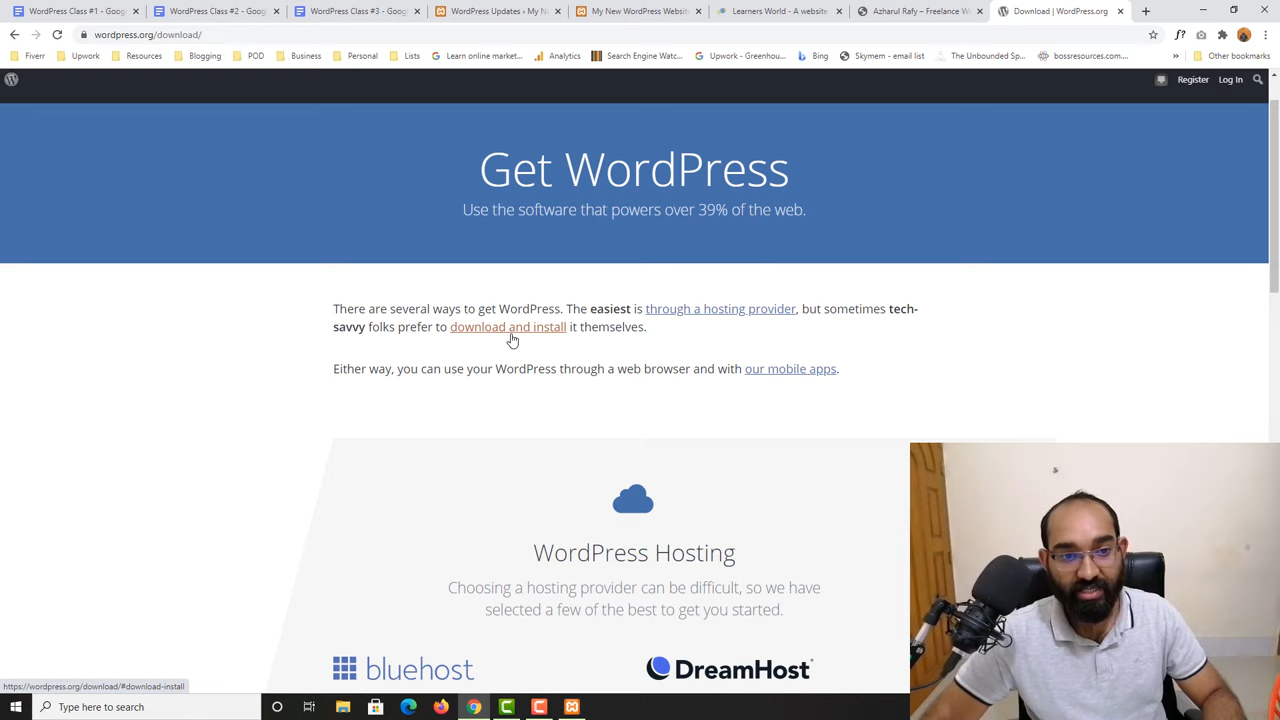 WordPress Class #1 - Goog
WordPress Class #2 - Goog
WordPress Class #3 - Goog
WordPress Updates ‹ My N
My New WordPress Website
Learners World - A website
Azharul Rafy – Freelance W
Download | WordPress.org
wordpress.org/download/
Fiverr
Upwork
Resources
Blogging
POD
Business
Personal
Lists
Learn online market...
Analytics
Search Engine Watc...
Upwork - Greenhou...
Bing
Skymem - email list
The Unbounded Sp...
bossresources.com...
»
Other bookmarks
Register
Log In
Get WordPress
Use the software that powers over 39% of the web.
There are several ways to get WordPress. The easiest is through a hosting provider, but sometimes tech-
savvy folks prefer to download and install it themselves.
Either way, you can use your WordPress through a web browser and with our mobile apps.
WordPress Hosting
Choosing a hosting provider can be difficult, so we have
selected a few of the best to get you started.
bluehost
DreamHost
https://wordpress.org/download/#download-install
Type here to search